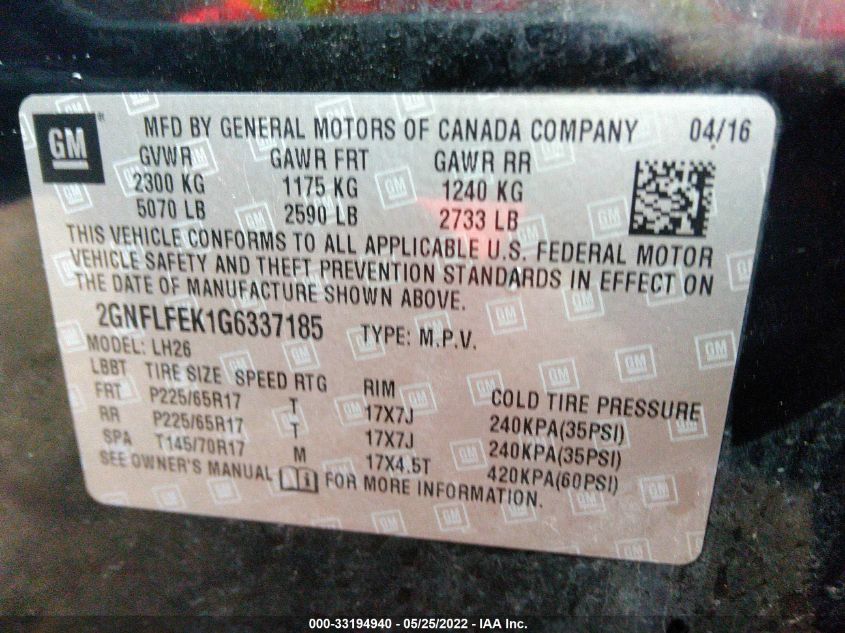 GM ® MFD BY GENERAL MOTORS OF CANADA COMPANY 04/16
GVWR GAWR FRT GAWR RR
2300 KG 1175 KG 1240 KG
5070 LB 2590 LB 2733 LB
THIS VEHICLE CONFORMS TO ALL APPLICABLE U.S. FEDERAL MOTOR
VEHICLE SAFETY AND THEFT PREVENTION STANDARDS IN EFFECT ON
THE DATE OF MANUFACTURE SHOWN ABOVE.
2GNFLFEK1G6337185 TYPE: M.P.V.
MODEL: LH26
LBBT TIRE SIZE SPEED RTG RIM COLD TIRE PRESSURE
FRT P225/65R17 T 17X7J 240KPA(35PSI)
RR P225/65R17 T 17X7J 240KPA(35PSI)
SPA T145/70R17 M 17X4.5T 420KPA(60PSI)
SEE OWNER'S MANUAL FOR MORE INFORMATION.
000-33194940 - 05/25/2022 - IAA Inc.